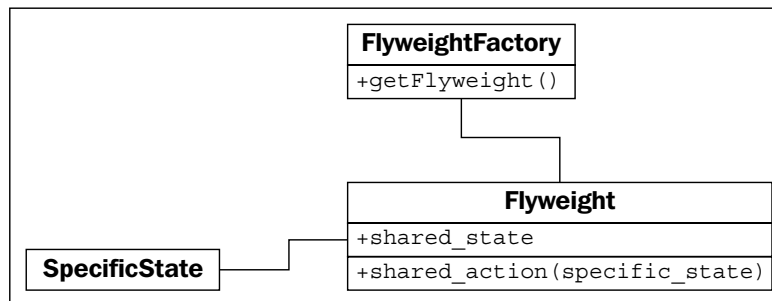 FlyweightFactory
+getFlyweight()
Flyweight
+shared_state
+shared_action(specific_state)
SpecificState